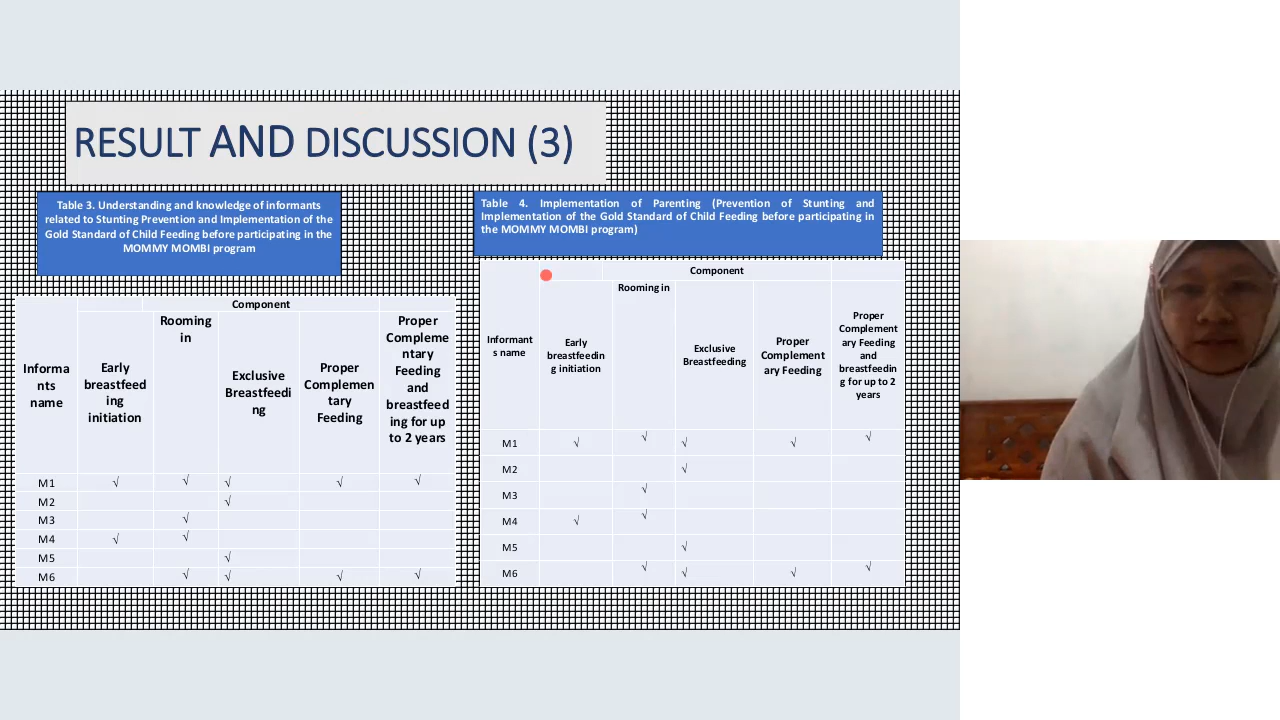 RESULT AND DISCUSSION (3)
Table 3. Understanding and knowledge of informants
related to Stunting Prevention and Implementation of the
Gold Standard of Child Feeding before participating in the
MOMMY MOMBI program
Component
Informa
nts
name
Early
breastfeed
ing
initiation
Rooming
in
Exclusive
Breastfeedi
ng
Proper
Complemen
tary
Feeding
Proper
Compleme
ntary
Feeding
and
breastfeed
ing for up
to 2 years
M1 √ √ √ √ √
M2 √
M3 √
M4 √ √
M5 √
M6 √ √ √ √
Table 4. Implementation of Parenting (Prevention of Stunting and
Implementation of the Gold Standard of Child Feeding before participating in
the MOMMY MOMBI program)
Component
Informant
s name
Early
breastfeedin
g initiation
Rooming in
Exclusive
Breastfeeding
Proper
Complement
ary Feeding
Proper
Complement
ary Feeding
and
breastfeedin
g for up to 2
years
M1 √ √ √ √ √
M2 √
M3 √
M4 √ √
M5 √
M6 √ √ √ √